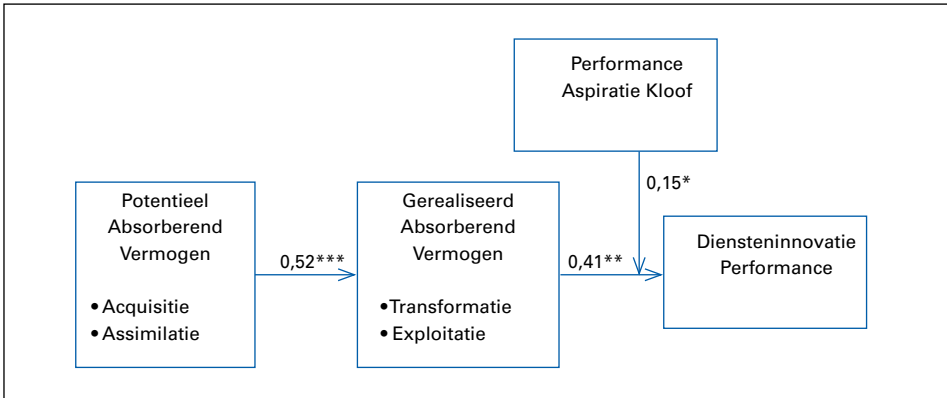 Performance
Aspiratie Kloof
0,15*
Potentieel
Absorberend
Vermogen
• Acquisitie
• Assimilatie
0,52***
Gerealiseerd
Absorberend
Vermogen
• Transformatie
• Exploitatie
0,41**
Diensteninnovatie
Performance